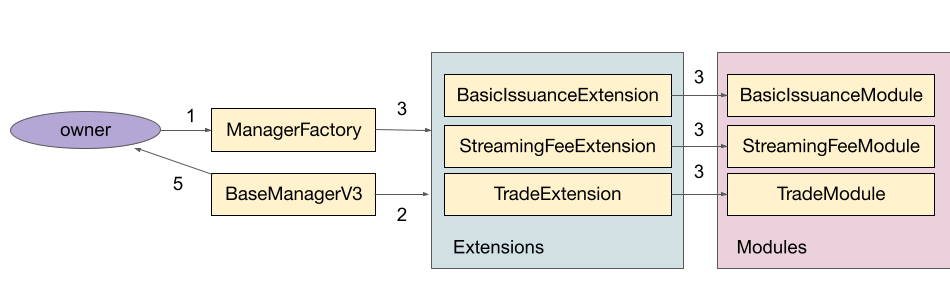 owner
1
ManagerFactory
3
BasicIssuanceExtension
3
BasicIssuanceModule
StreamingFeeExtension
3
StreamingFeeModule
5
BaseManagerV3
2
TradeExtension
3
TradeModule
Extensions
Modules